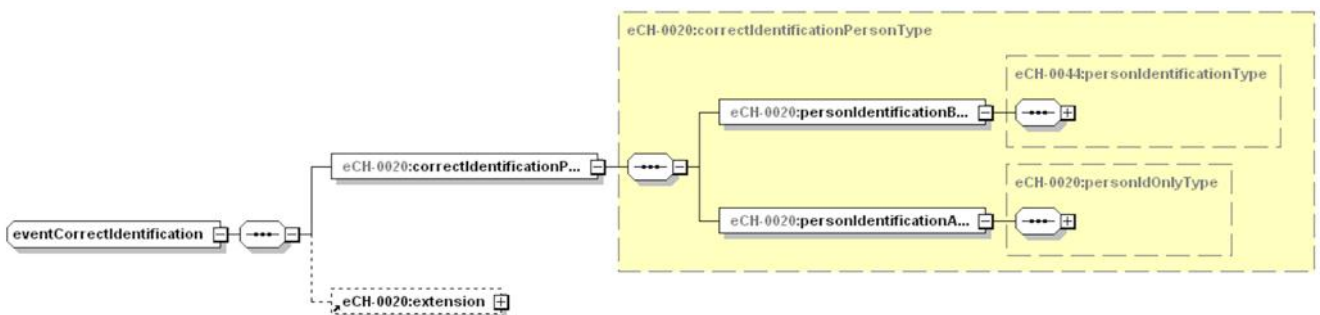 eCH-0020:correctIdentificationPersonType
eCH-0044:personIdentificationType
eCH-0020:personIdentificationB...
eCH-0020:correctIdentificationP...
eCH-0020:personIdOnlyType
eCH-0020:personIdentificationA...
eventCorrectIdentification
eCH-0020:extension